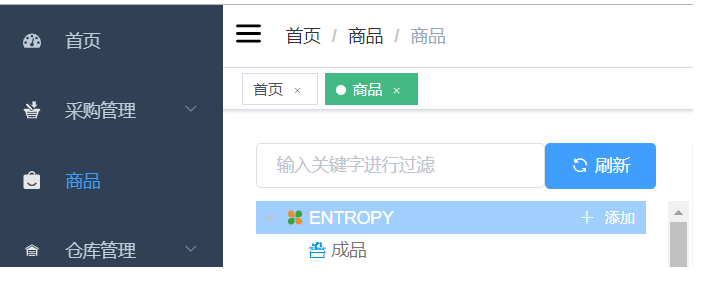 首页
采购管理
商品
仓库管理
首页 / 商品 / 商品
首页 × 商品 ×
输入关键字进行过滤 刷新
ENTROPY + 添加
成品